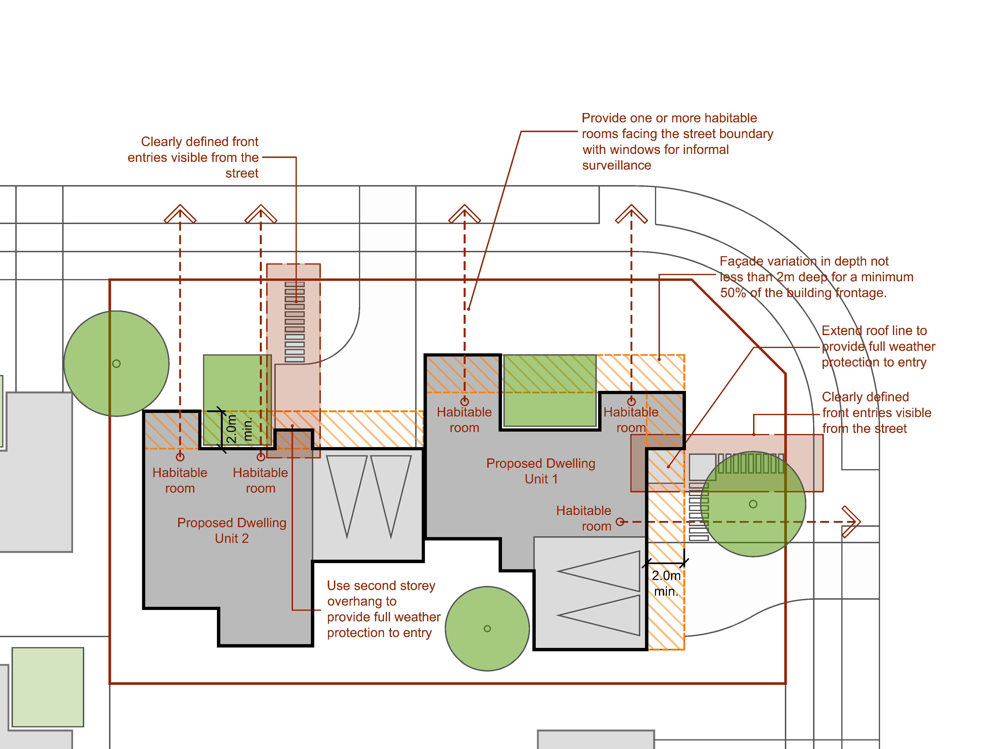 Provide one or more habitable
rooms facing the street boundary
with windows for informal
surveillance
Clearly defined front
entries visible from the
street
Façade variation in depth not
less than 2m deep for a minimum
50% of the building frontage.
Extend roof line to
provide full weather
protection to entry
Clearly defined
front entries visible
from the street
Habitable
room
Habitable
room
2.0m
min.
Habitable
room
Habitable
room
Proposed Dwelling
Unit 1
Habitable
room
Proposed Dwelling
Unit 2
2.0m
min.
Use second storey
overhang to
provide full weather
protection to entry